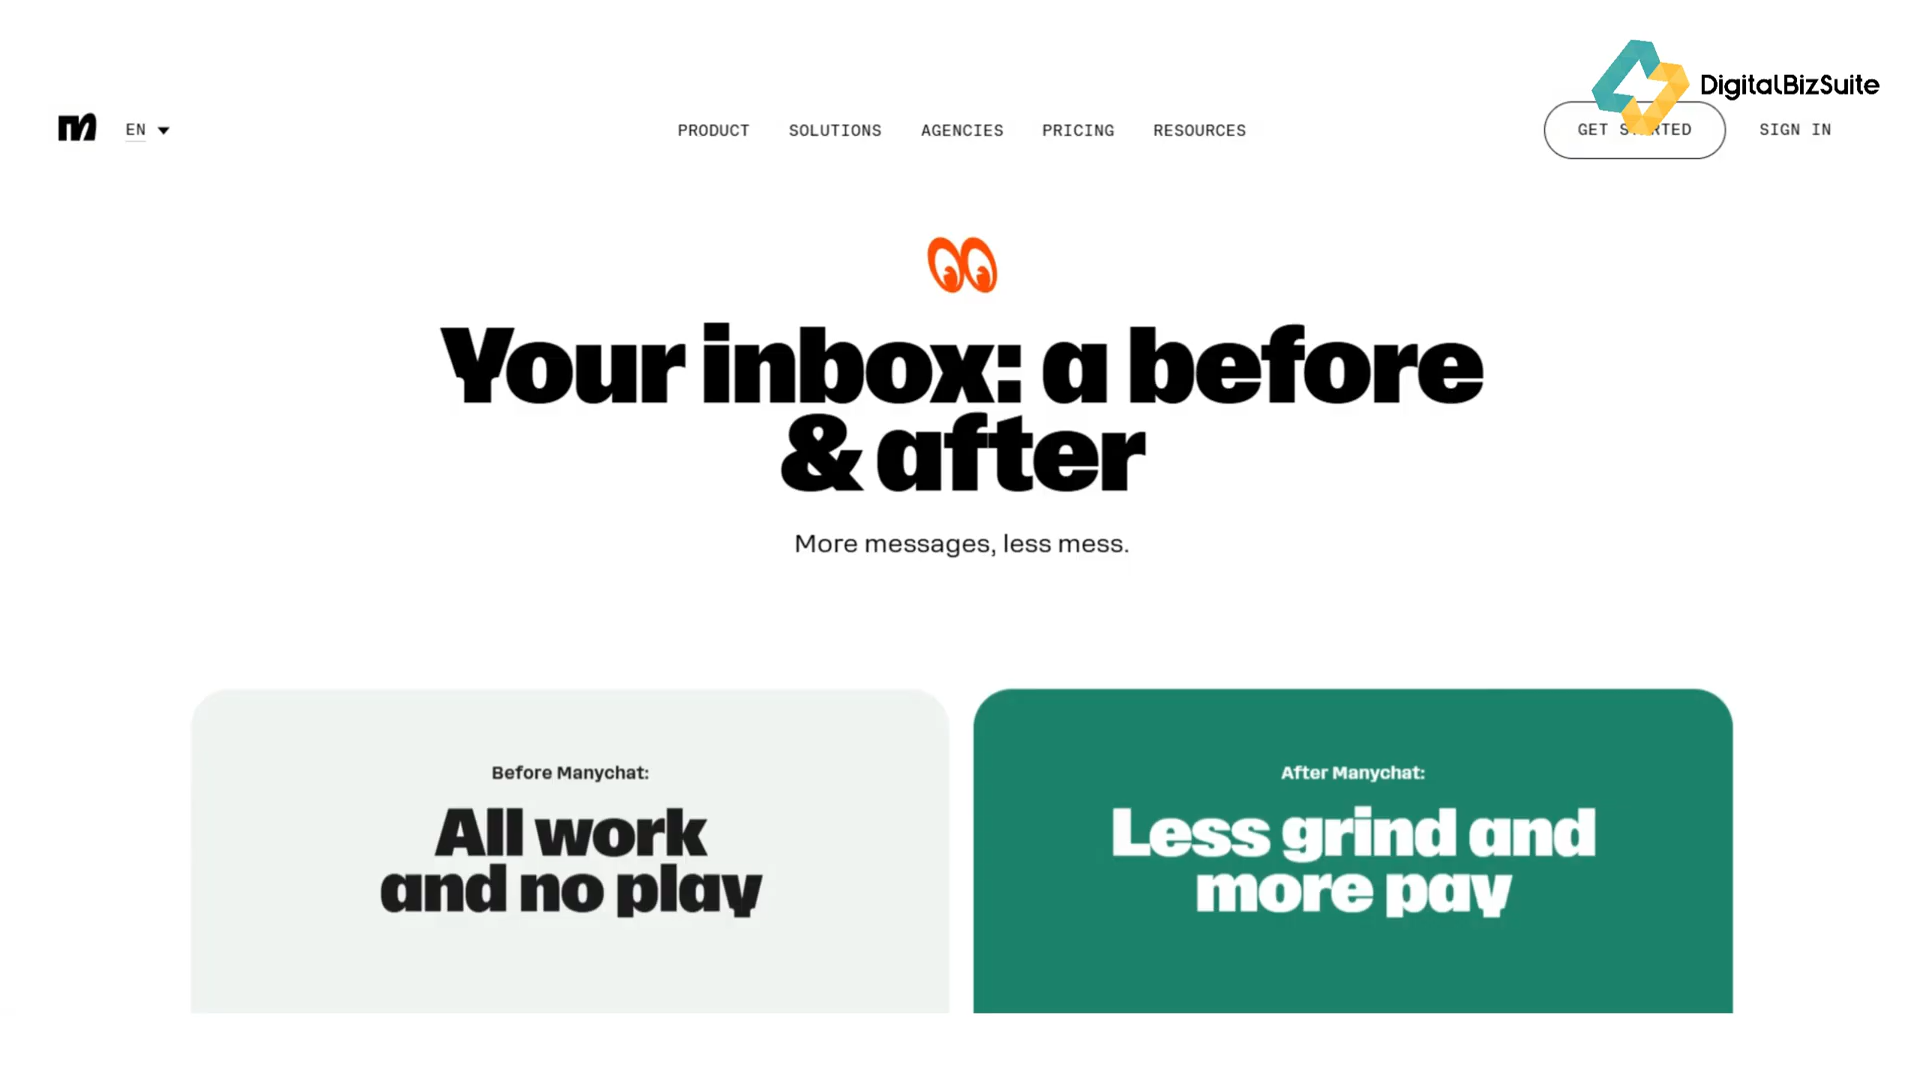 DigitalBizSuite
m EN
PRODUCT SOLUTIONS AGENCIES PRICING RESOURCES
GET STARTED SIGN IN
Your inbox: a before
& after
More messages, less mess.
Before Manychat:
All work
and no play
After Manychat:
Less grind and
more pay